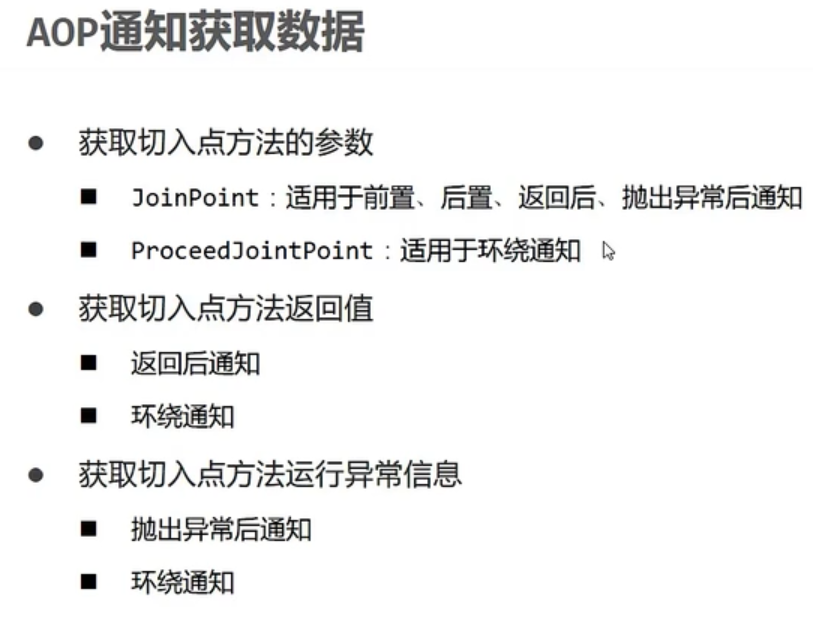 AOP通知获取数据
获取切入点方法的参数
JoinPoint：适用于前置、后置、返回后、抛出异常后通知
ProceedJointPoint：适用于环绕通知
获取切入点方法返回值
返回后通知
环绕通知
获取切入点方法运行异常信息
抛出异常后通知
环绕通知